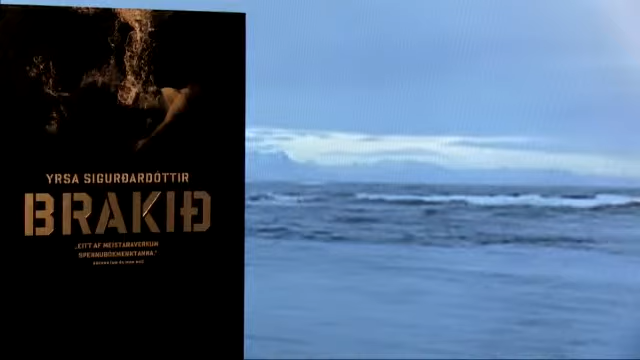 YRSA SIGURÐARDÓTTIR
BRAKIÐ
„EITT AF MEISTARAVERKUM
SPENNUBÓKMENNTANNA.“